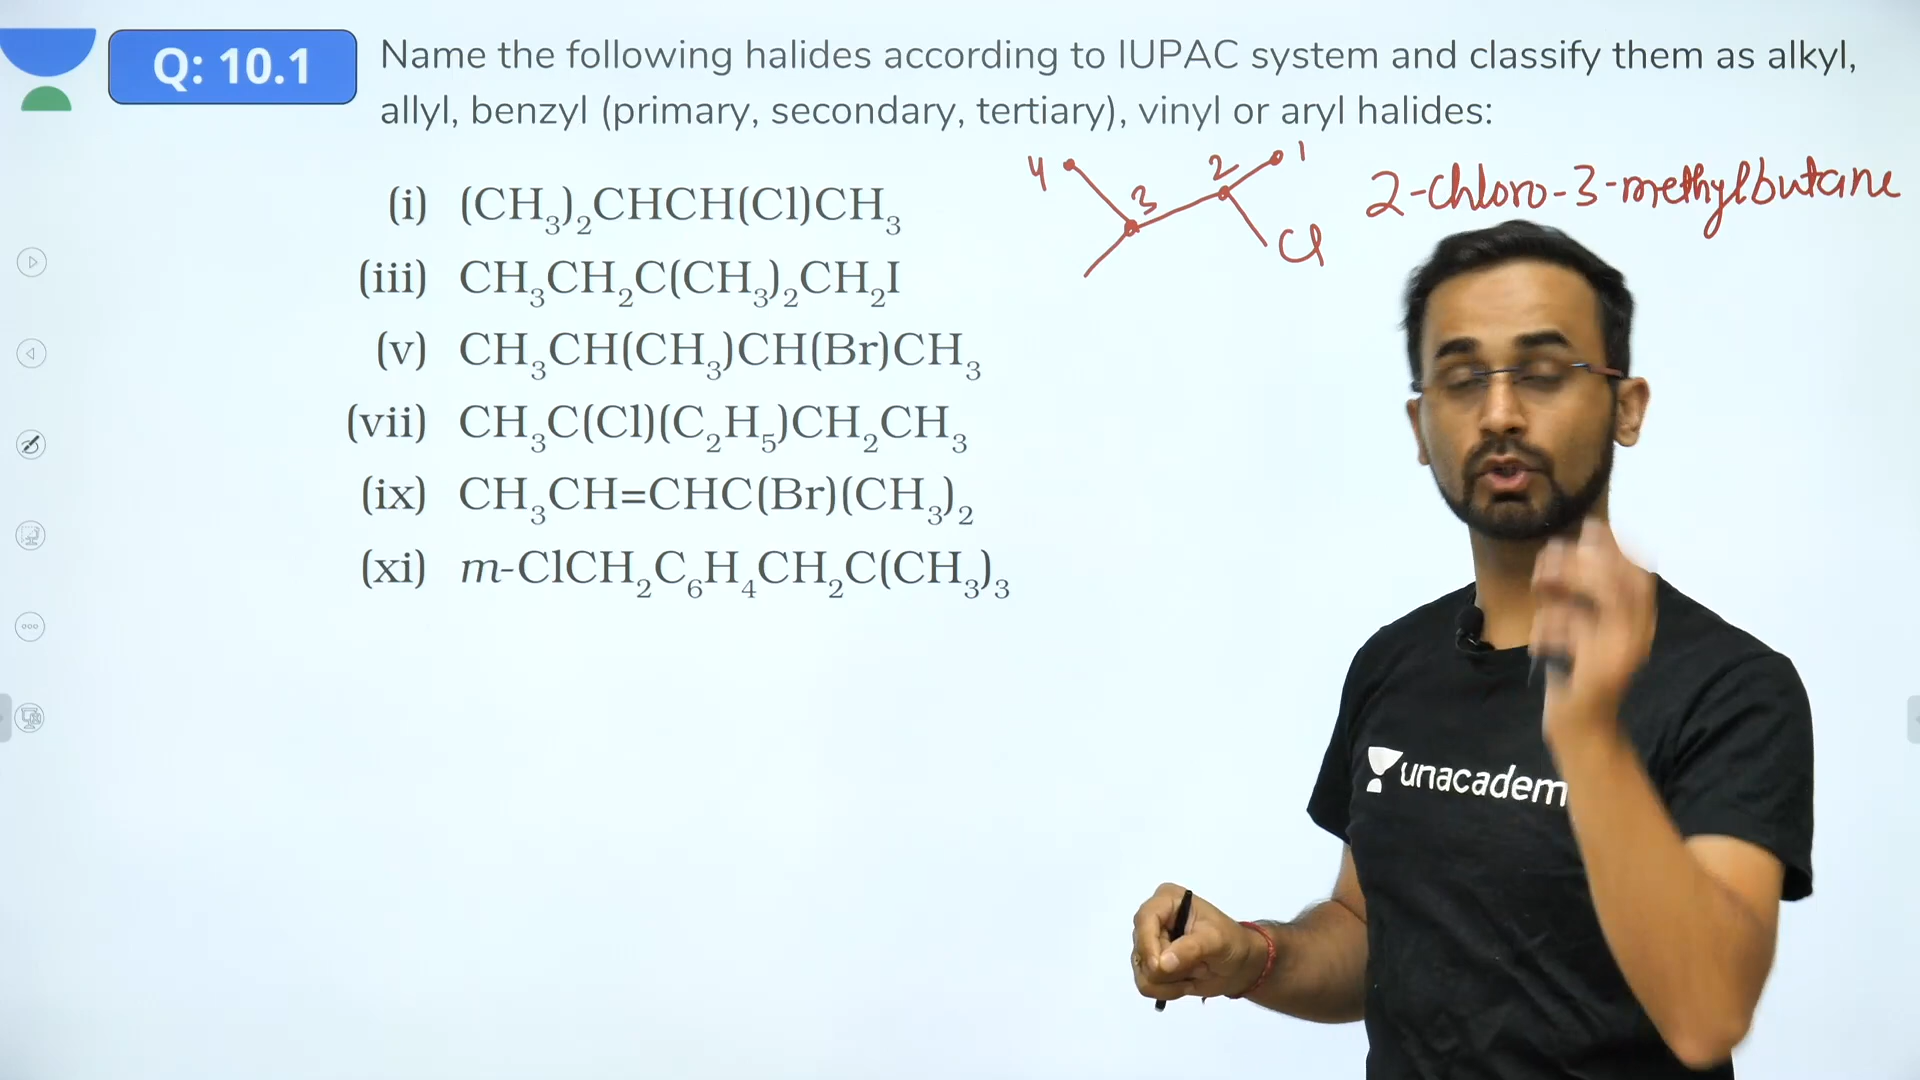 Q: 10.1
Name the following halides according to IUPAC system and classify them as alkyl,
allyl, benzyl (primary, secondary, tertiary), vinyl or aryl halides:
4 3 2 1
Cl
2-chloro-3-methylbutane
(i) (CH₃)₂CHCH(Cl)CH₃
(iii) CH₃CH₂C(CH₃)₂CH₂I
(v) CH₃CH(CH₃)CH(Br)CH₃
(vii) CH₃C(Cl)(C₂H₅)CH₂CH₃
(ix) CH₃CH=CHC(Br)(CH₃)₂
(xi) m-ClCH₂C₆H₄CH₂C(CH₃)₃
unacadem